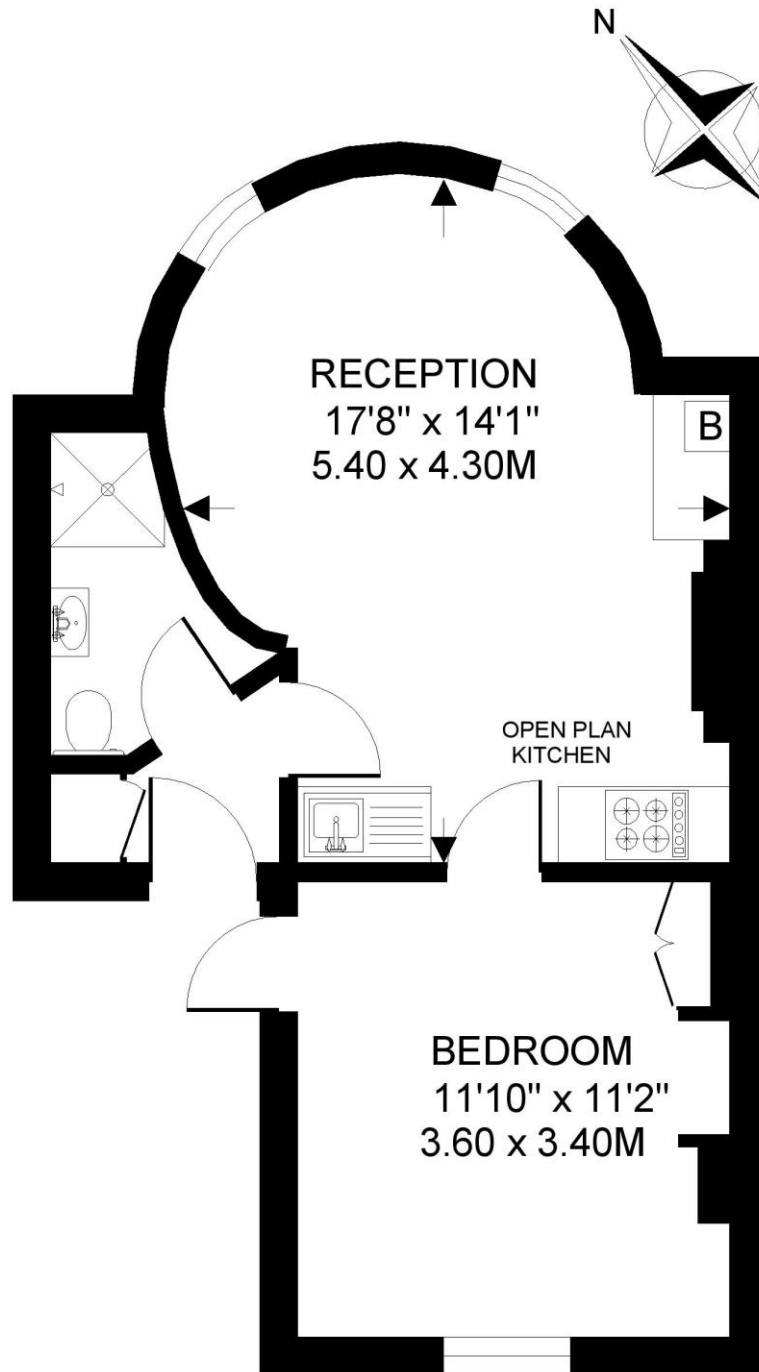 N
RECEPTION
17'8" x 14'1"
5.40 x 4.30M
B
OPEN PLAN
KITCHEN
BEDROOM
11'10" x 11'2"
3.60 x 3.40M